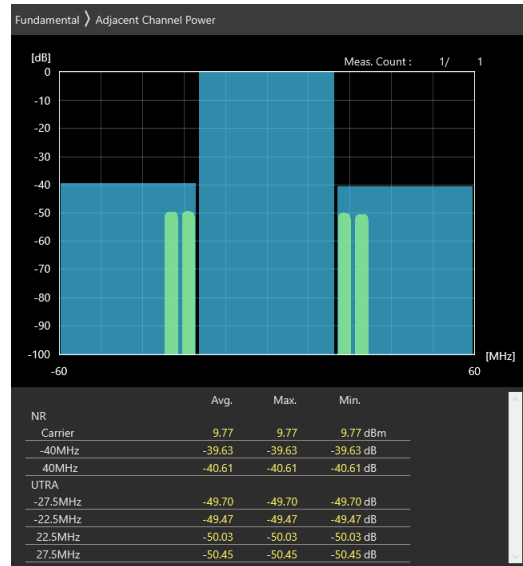 Fundamental ❭ Adjacent Channel Power
[dB]
Meas. Count : 1/ 1
0
-10
-20
-30
-40
-50
-60
-70
-80
-90
-100
[MHz]
-60 60
Avg. Max. Min.
NR
Carrier 9.77 9.77 9.77 dBm
-40MHz -39.63 -39.63 -39.63 dB
40MHz -40.61 -40.61 -40.61 dB
UTRA
-27.5MHz -49.70 -49.70 -49.70 dB
-22.5MHz -49.47 -49.47 -49.47 dB
22.5MHz -50.03 -50.03 -50.03 dB
27.5MHz -50.45 -50.45 -50.45 dB